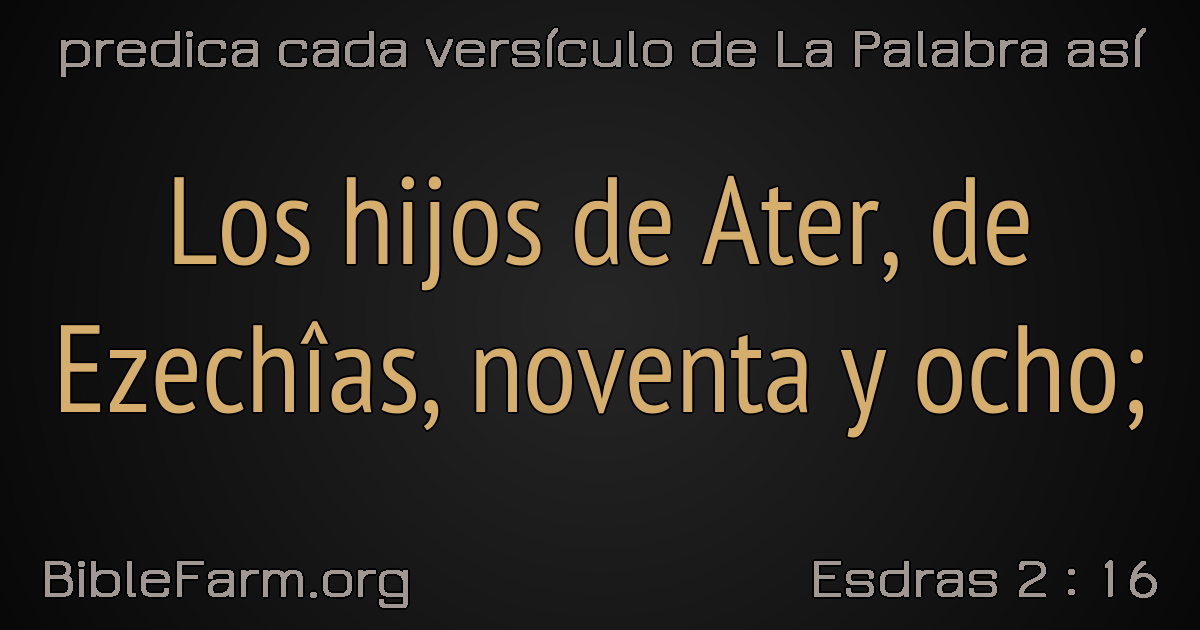 predica cada versículo de La Palabra así
Los hijos de Ater, de
Ezechîas, noventa y ocho;
BibleFarm.org
Esdras 2 : 16